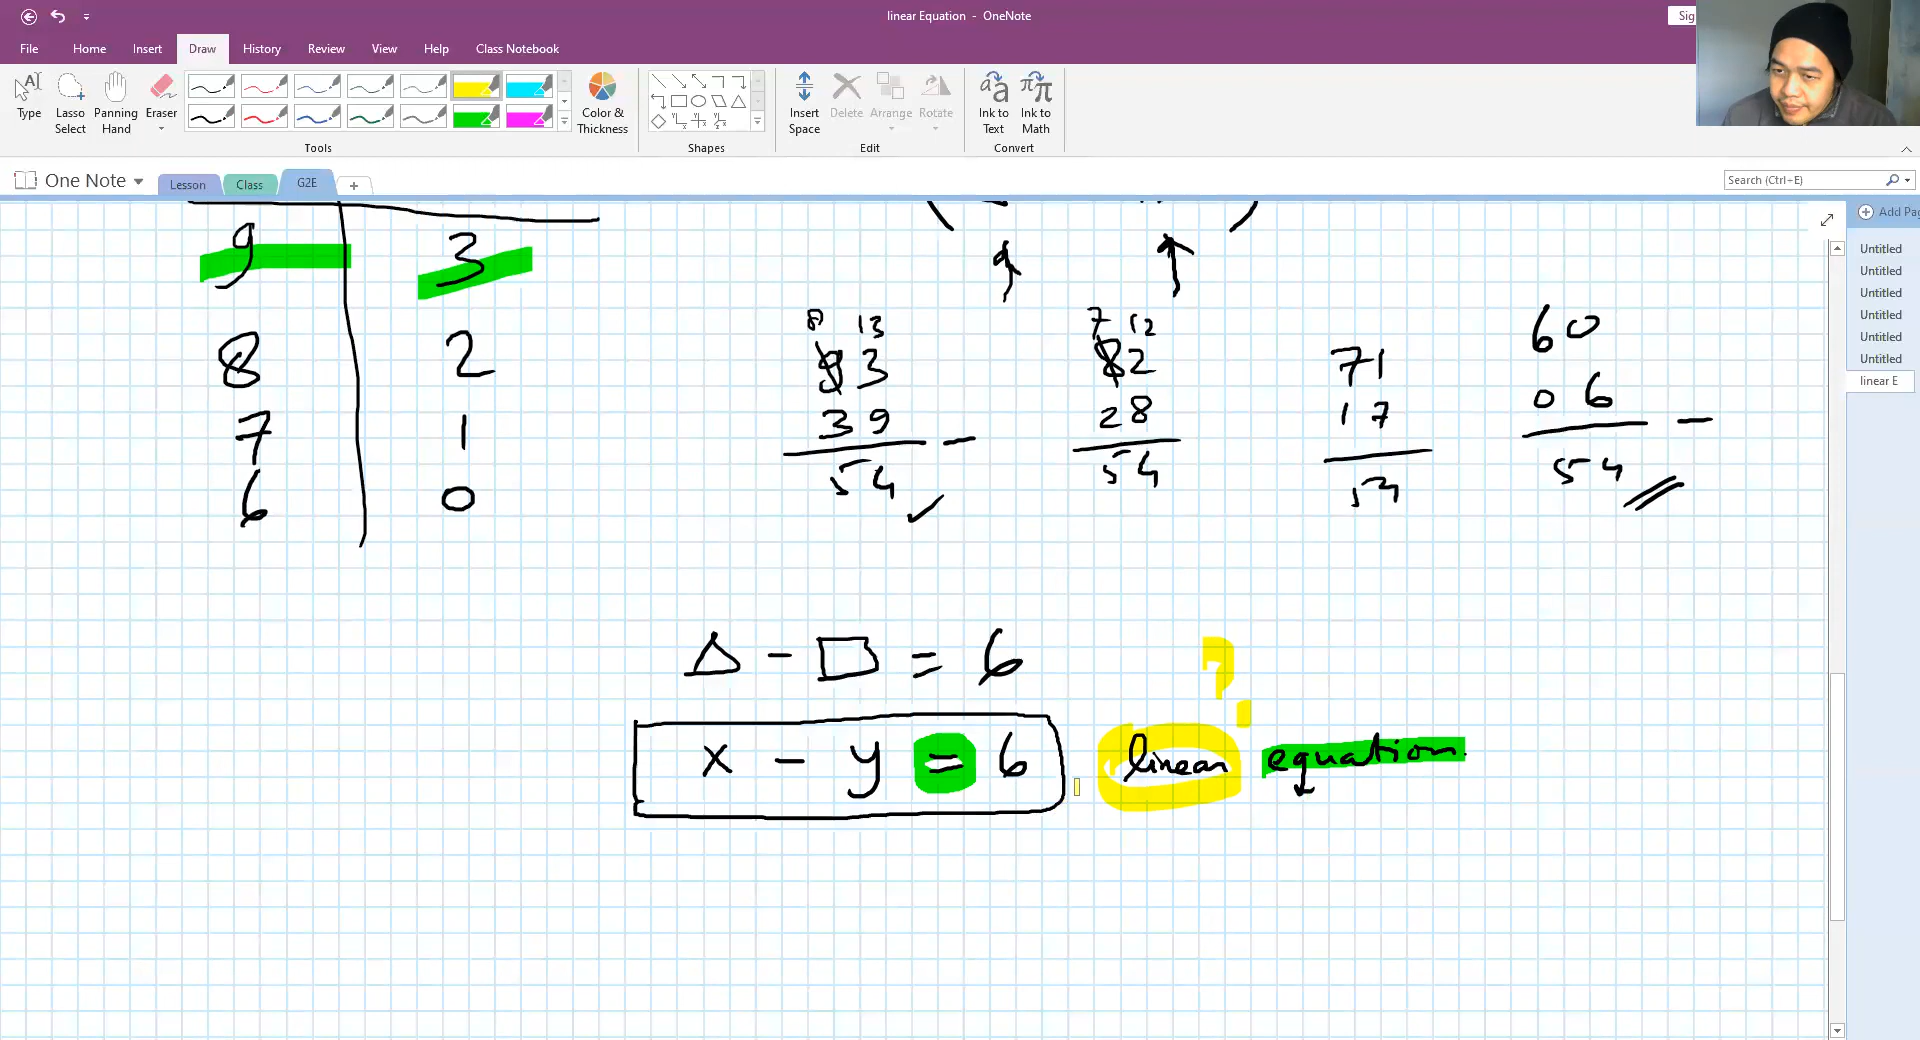 linear Equation - OneNote
Sig
File Home Insert Draw History Review View Help Class Notebook
Type
Lasso Select
Panning Hand
Eraser
Color & Thickness
Insert Space
Delete
Arrange
Rotate
Ink to Text
Ink to Math
Tools
Shapes
Edit
Convert
One Note
Lesson
Class
G2E
Search (Ctrl+E)
Add Pag
Untitled
Untitled
Untitled
Untitled
Untitled
Untitled
linear E
9 3
8 2
7 1
6 0
8 13
93
39
54
7 12
82
28
54
71
17
54
60
06
54
△ - □ = 6
?
x - y = 6 linear equation